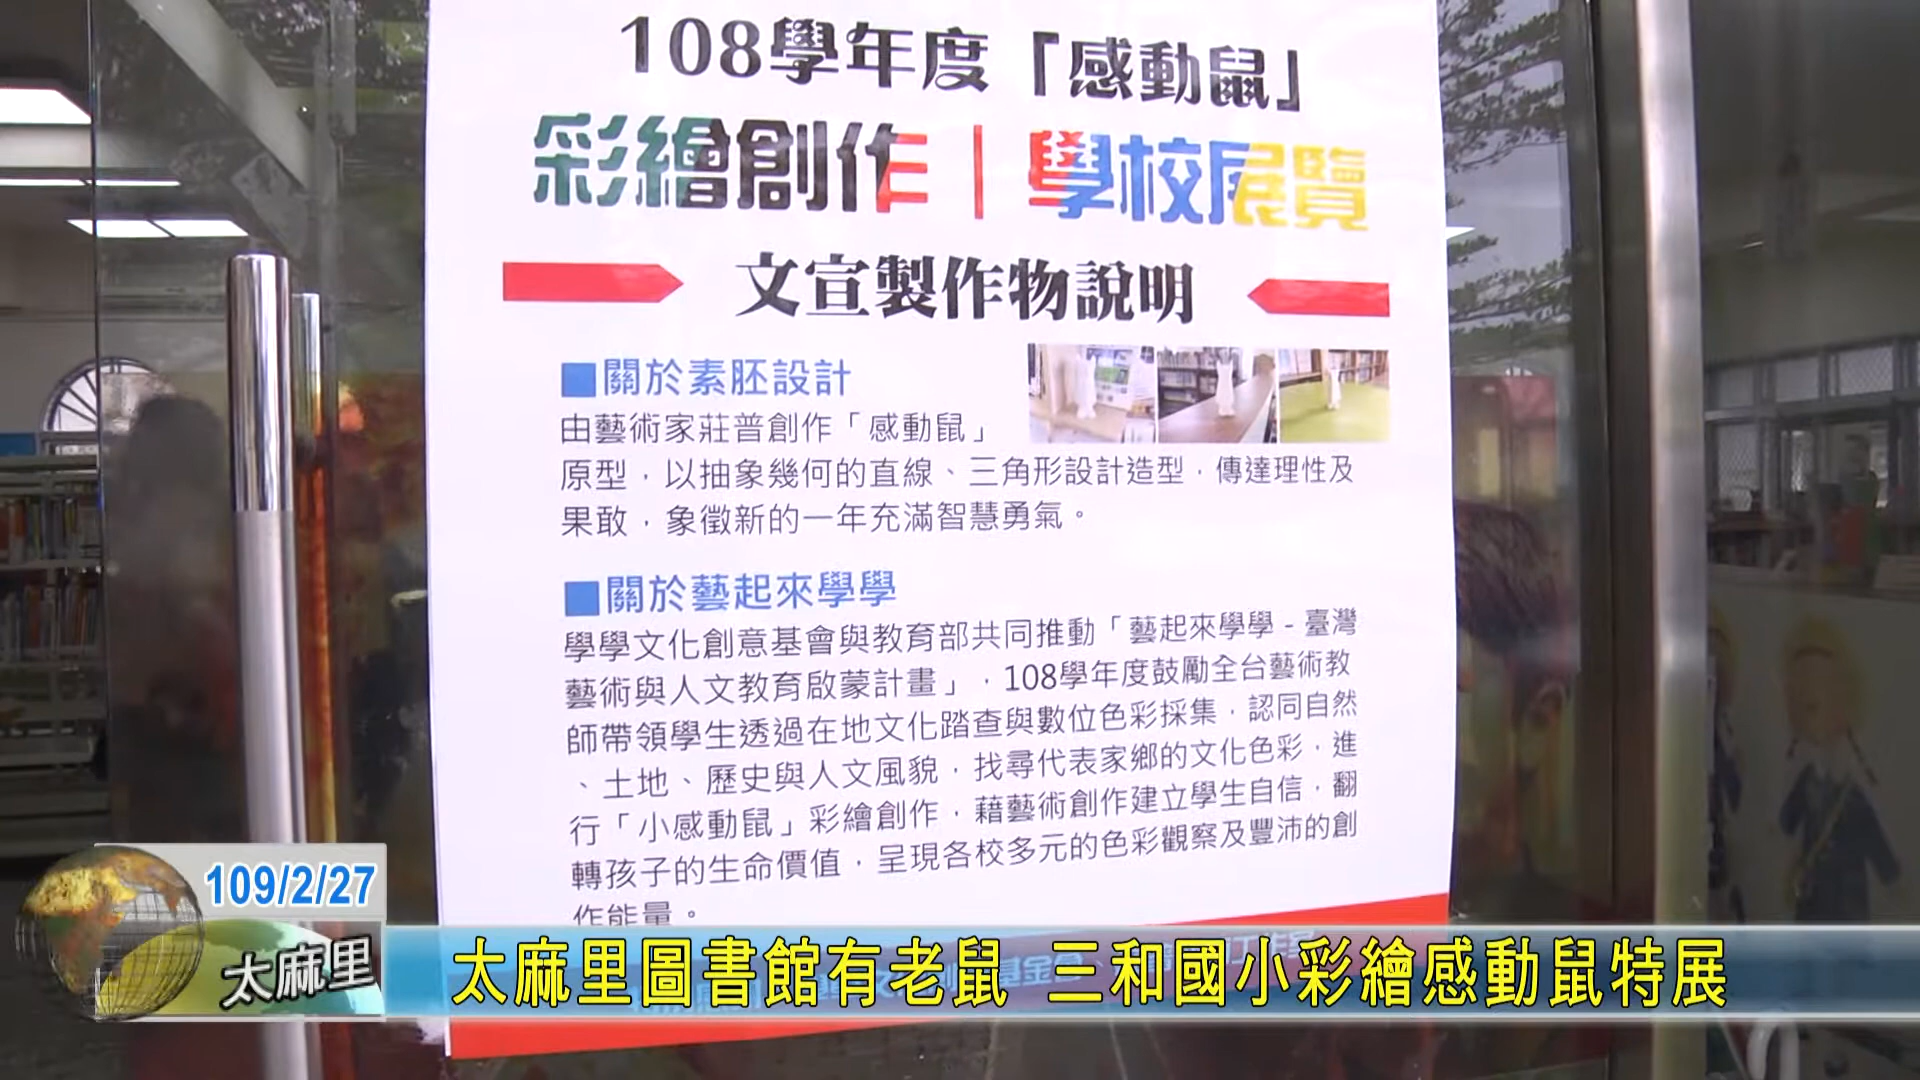 108學年度「感動鼠」
彩繪創作｜學校展覽
文宣製作物說明
■關於素胚設計
由藝術家莊普創作「感動鼠」
原型，以抽象幾何的直線、三角形設計造型，傳達理性及
果敢，象徵新的一年充滿智慧勇氣。
■關於藝起來學學
學學文化創意基金會與教育部共同推動「藝起來學學－臺灣
藝術與人文教育啟蒙計畫」，108學年度鼓勵全台藝術教
師帶領學生透過在地文化踏查與數位色彩採集，認同自然
、土地、歷史與人文風貌，找尋代表家鄉的文化色彩，進
行「小感動鼠」彩繪創作，藉藝術創作建立學生自信，翻
轉孩子的生命價值，呈現各校多元的色彩觀察及豐沛的創
作能量。
109/2/27
太麻里
太麻里圖書館有老鼠 三和國小彩繪感動鼠特展